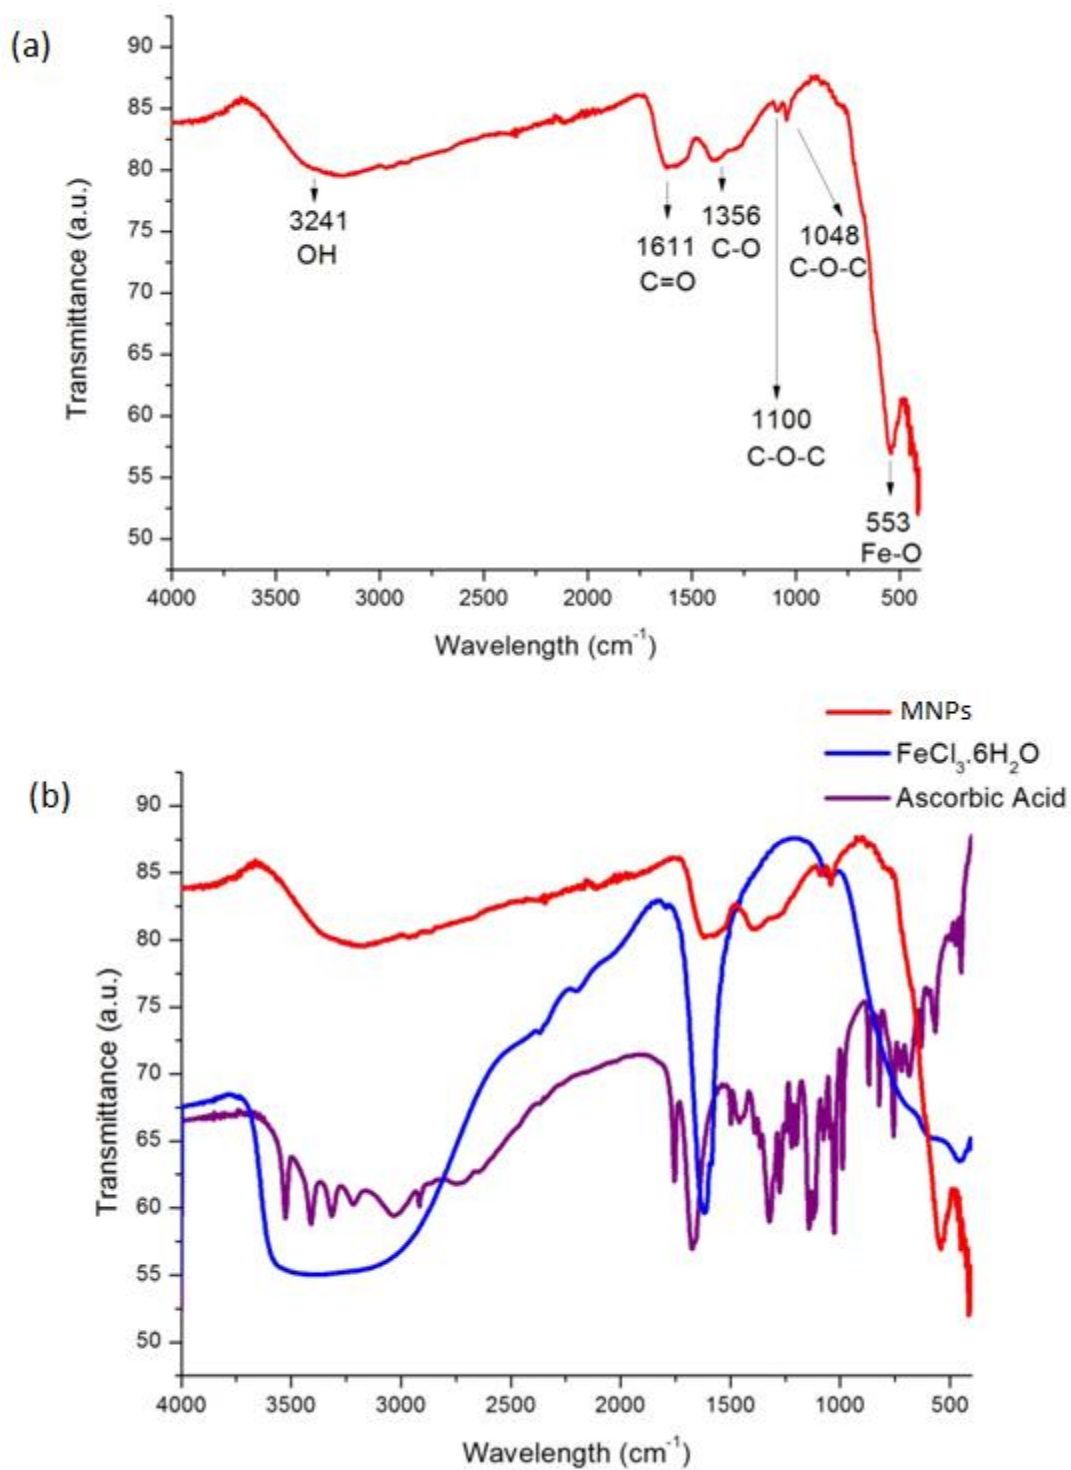 (a)
90
85
80
75
70
65
60
55
50
Transmittance (a.u.)
3241
OH
1611
C=O
1356
C-O
1048
C-O-C
1100
C-O-C
553
Fe-O
4000 3500 3000 2500 2000 1500 1000 500
Wavelength (cm⁻¹)
MNPs
FeCl₃.6H₂O
Ascorbic Acid
(b)
90
85
80
75
70
65
60
55
50
Transmittance (a.u.)
4000 3500 3000 2500 2000 1500 1000 500
Wavelength (cm⁻¹)